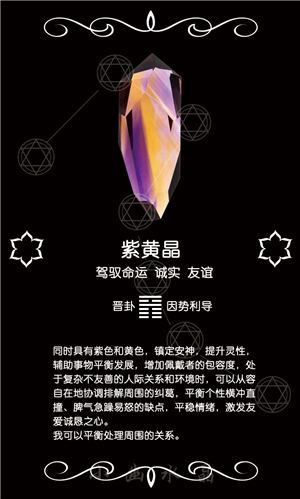 紫黄晶
驾驭命运 诚实 友谊
晋卦 因势利导
同时具有紫色和黄色，镇定安神，提升灵性，
辅助事物平衡发展，增加佩戴者的包容度，处
于复杂不友善的人际关系和环境时，可以从容
自在地协调排解周围的纠葛，平衡个性横冲直
撞、脾气急躁易怒的缺点，平稳情绪，激发友
爱诚恳之心。
我可以平衡处理周围的关系。